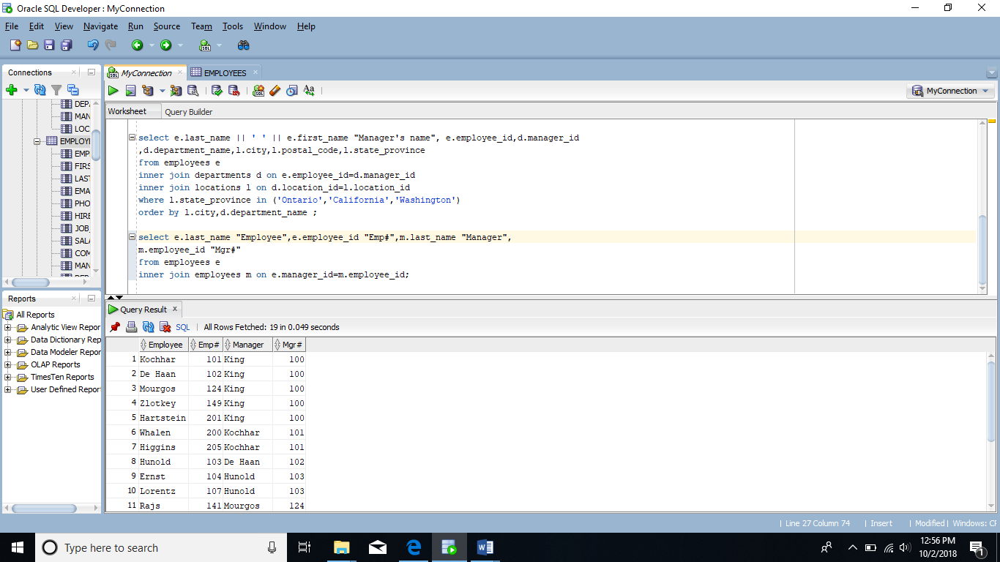 Oracle SQL Developer : MyConnection
File Edit View Navigate Run Source Team Tools Window Help
Connections
MyConnection
EMPLOYEES
MyConnection
Worksheet Query Builder
DEP
MAN
LOC
EMPLOYE
EMP
FIRS
LAST
EMA
PHO
HIRE
JOB_
SALA
COM
MAN
select e.last_name || ' ' || e.first_name "Manager's name", e.employee_id,d.manager_id
,d.department_name,l.city,l.postal_code,l.state_province
from employees e
inner join departments d on e.employee_id=d.manager_id
inner join locations l on d.location_id=l.location_id
where l.state_province in ('Ontario','California','Washington')
order by l.city,d.department_name ;
select e.last_name "Employee",e.employee_id "Emp#",m.last_name "Manager",
m.employee_id "Mgr#"
from employees e
inner join employees m on e.manager_id=m.employee_id;
Reports
All Reports
Analytic View Repor
Data Dictionary Rep
Data Modeler Repor
OLAP Reports
TimesTen Reports
User Defined Repor
Query Result
SQL | All Rows Fetched: 19 in 0.049 seconds
Employee Emp# Manager Mgr#
1 Kochhar 101 King 100
2 De Haan 102 King 100
3 Mourgos 124 King 100
4 Zlotkey 149 King 100
5 Hartstein 201 King 100
6 Whalen 200 Kochhar 101
7 Higgins 205 Kochhar 101
8 Hunold 103 De Haan 102
9 Ernst 104 Hunold 103
10 Lorentz 107 Hunold 103
11 Rajs 141 Mourgos 124
| Line 27 Column 74 | Insert | Modified | Windows: CF
Type here to search
12:56 PM
10/2/2018
1